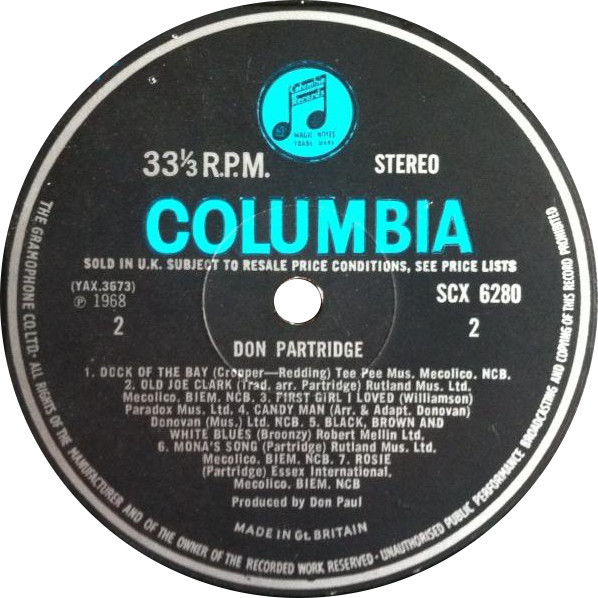 Columbia
Records
MAGIC NOTES
TRADE MARK
33⅓ R.P.M.
STEREO
COLUMBIA
SOLD IN U.K. SUBJECT TO RESALE PRICE CONDITIONS, SEE PRICE LISTS
(YAX.3673)
℗ 1968
2
SCX 6280
2
DON PARTRIDGE
1. DOCK OF THE BAY (Cropper—Redding) Tee Pee Mus. Mecolico, NCB.
2. OLD JOE CLARK (Trad. arr. Partridge) Rutland Mus. Ltd.
Mecolico. BIEM. NCB. 3. FIRST GIRL I LOVED (Williamson)
Paradox Mus. Ltd. 4. CANDY MAN (Arr. & Adapt. Donovan)
Donovan (Mus.) Ltd. NCB. 5. BLACK, BROWN AND
WHITE BLUES (Broonzy) Robert Mellin Ltd.
6. MONA'S SONG (Partridge) Rutland Mus. Ltd.
Mecolico. BIEM. NCB. 7. ROSIE
(Partridge) Essex International,
Mecolico. BIEM. NCB
Produced by Don Paul
MADE IN Gt. BRITAIN
THE GRAMOPHONE CO. LTD · ALL RIGHTS OF THE MANUFACTURER AND OF THE OWNER OF THE RECORDED WORK RESERVED · UNAUTHORISED PUBLIC PERFORMANCE BROADCASTING AND COPYING OF THIS RECORD PROHIBITED